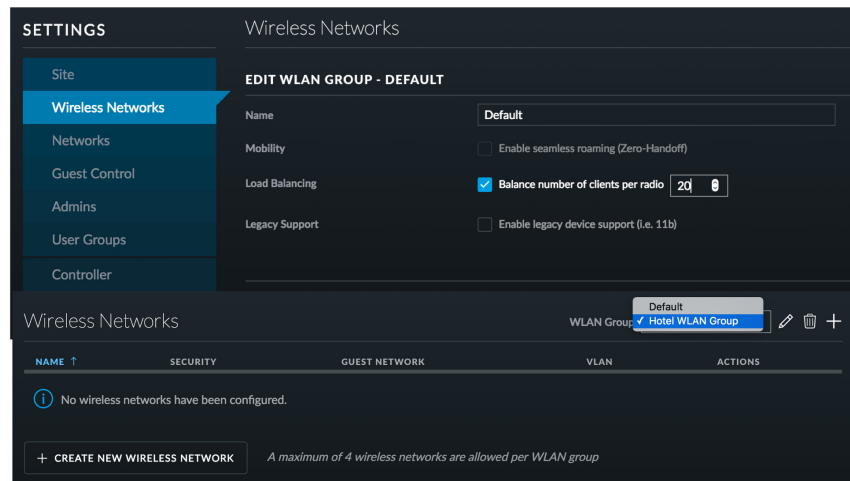 SETTINGS
Wireless Networks
Site
Wireless Networks
Networks
Guest Control
Admins
User Groups
Controller
EDIT WLAN GROUP - DEFAULT
Name Default
Mobility Enable seamless roaming (Zero-Handoff)
Load Balancing Balance number of clients per radio 20
Legacy Support Enable legacy device support (i.e. 11b)
Wireless Networks
WLAN Group
Default
✓ Hotel WLAN Group
NAME ↑ SECURITY GUEST NETWORK VLAN ACTIONS
No wireless networks have been configured.
+ CREATE NEW WIRELESS NETWORK A maximum of 4 wireless networks are allowed per WLAN group